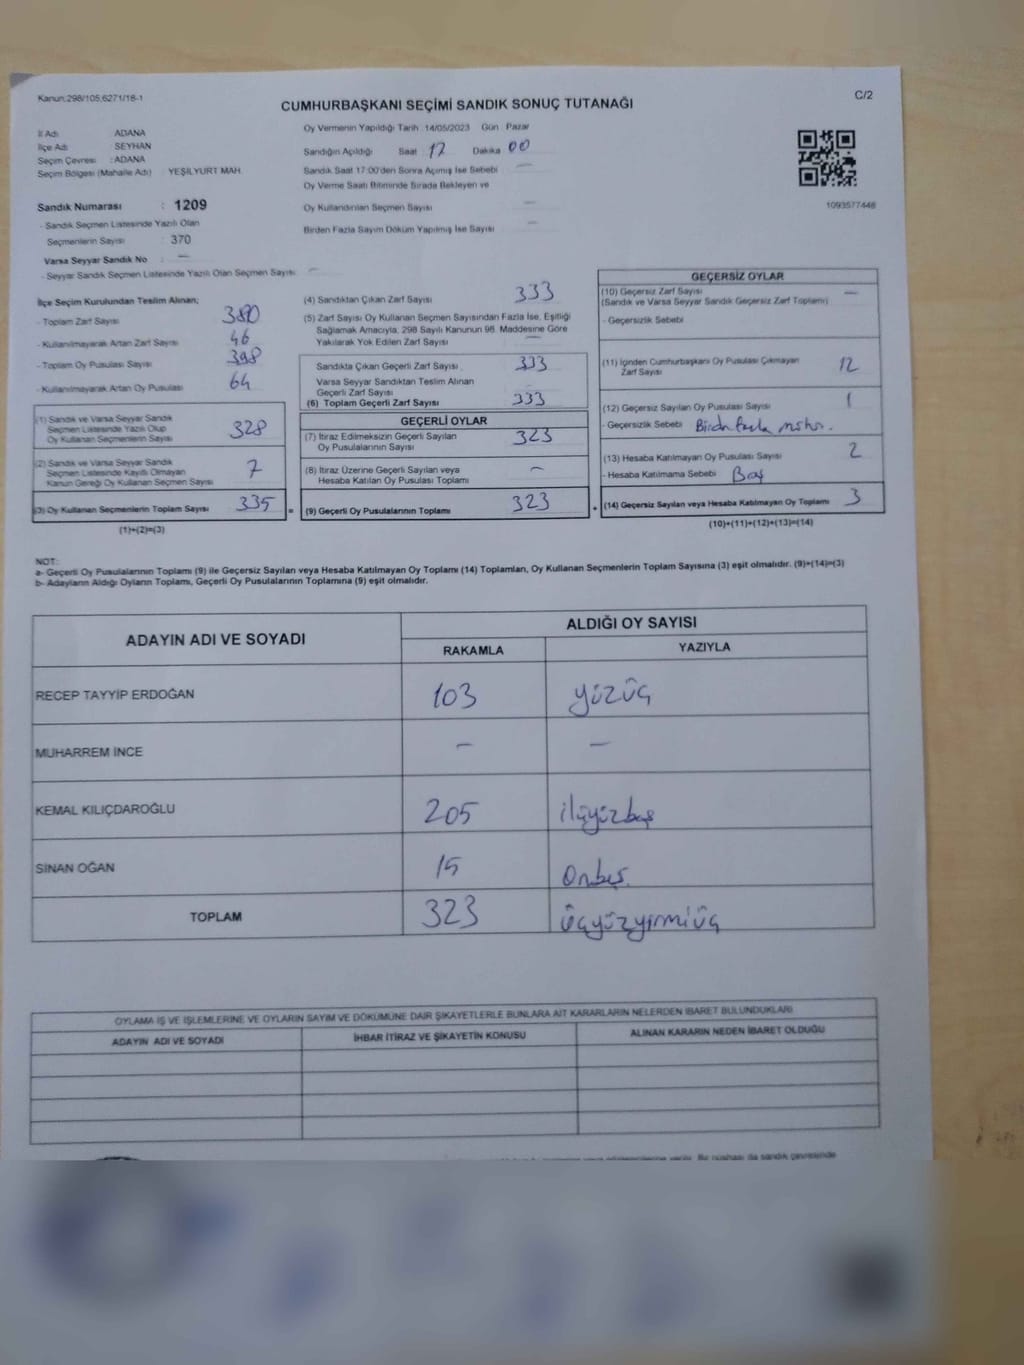 Kanun:298/105,6271/18-1
C/2
CUMHURBAŞKANI SEÇİMİ SANDIK SONUÇ TUTANAĞI
İl Adı ADANA
İlçe Adı SEYHAN
Seçim Çevresi : ADANA
Seçim Bölgesi (Mahalle Adı) : YEŞİLYURT MAH.
Sandık Numarası : 1209
- Sandık Seçmen Listesinde Yazılı Olan
Seçmenlerin Sayısı : 370
Varsa Seyyar Sandık No : —
- Seyyar Sandık Seçmen Listesinde Yazılı Olan Seçmen Sayısı: —
Oy Vermenin Yapıldığı Tarih 14/05/2023 Gün Pazar
Sandığın Açıldığı Saat 17 Dakika 00
Sandık Saat 17:00'den Sonra Açımış İse Sebebi —
Oy Verme Saati Bitiminde Sırada Bekleyen ve
Oy Kullandırılan Seçmen Sayısı —
Birden Fazla Sayım Döküm Yapılmış İse Sayısı —
1093577448
İlçe Seçim Kurulundan Teslim Alınan;
- Toplam Zarf Sayısı 380
- Kullanılmayarak Artan Zarf Sayısı 46
- Toplam Oy Pusulası Sayısı 398
- Kullanılmayarak Artan Oy Pusulası 64
(1) Sandık ve Varsa Seyyar Sandık
Seçmen Listesinde Yazılı Olup
Oy Kullanan Seçmenlerin Sayısı 328
(2) Sandık ve Varsa Seyyar Sandık
Seçmen Listesinde Kayıtlı Olmayan
Kanun Gereği Oy Kullanan Seçmen Sayısı 7
(3) Oy Kullanan Seçmenlerin Toplam Sayısı 335 =
(1)+(2)=(3)
(4) Sandıktan Çıkan Zarf Sayısı 333
(5) Zarf Sayısı Oy Kullanan Seçmen Sayısından Fazla İse, Eşitliği
Sağlamak Amacıyla, 298 Sayılı Kanunun 98. Maddesine Göre
Yakılarak Yok Edilen Zarf Sayısı —
Sandıkta Çıkan Geçerli Zarf Sayısı 333
Varsa Seyyar Sandıktan Teslim Alınan
Geçerli Zarf Sayısı
(6) Toplam Geçerli Zarf Sayısı 333
GEÇERLİ OYLAR
(7) İtiraz Edilmeksizin Geçerli Sayılan
Oy Pusulalarının Sayısı 323
(8) İtiraz Üzerine Geçerli Sayılan veya
Hesaba Katılan Oy Pusulası Toplamı —
(9) Geçerli Oy Pusulalarının Toplamı 323 +
GEÇERSİZ OYLAR
(10) Geçersiz Zarf Sayısı —
(Sandık ve Varsa Seyyar Sandık Geçersiz Zarf Toplamı)
- Geçersizlik Sebebi
(11) İçinden Cumhurbaşkanı Oy Pusulası Çıkmayan
Zarf Sayısı 12
(12) Geçersiz Sayılan Oy Pusulası Sayısı 1
- Geçersizlik Sebebi
(13) Hesaba Katılmayan Oy Pusulası Sayısı 2
- Hesaba Katılmama Sebebi Boş
(14) Geçersiz Sayılan veya Hesaba Katılmayan Oy Toplamı 3
(10)+(11)+(12)+(13)=(14)
NOT:
a- Geçerli Oy Pusulalarının Toplamı (9) ile Geçersiz Sayılan veya Hesaba Katılmayan Oy Toplamı (14) Toplamları, Oy Kullanan Seçmenlerin Toplam Sayısına (3) eşit olmalıdır. (9)+(14)=(3)
b- Adayların Aldığı Oyların Toplamı, Geçerli Oy Pusulalarının Toplamına (9) eşit olmalıdır.
ADAYIN ADI VE SOYADI
ALDIĞI OY SAYISI
RAKAMLA YAZIYLA
RECEP TAYYİP ERDOĞAN 103 yüzüç
MUHARREM İNCE — —
KEMAL KILIÇDAROĞLU 205 ikiyüzbeş
SİNAN OĞAN 15 Onbeş
TOPLAM 323 üçyüzyirmiüç
OYLAMA İŞ VE İŞLEMLERİNE VE OYLARIN SAYIM VE DÖKÜMÜNE DAİR ŞİKAYETLERLE BUNLARA AİT KARARLARIN NELERDEN İBARET BULUNDUKLARI
ADAYIN ADI VE SOYADI İHBAR İTİRAZ VE ŞİKAYETİN KONUSU ALINAN KARARIN NEDEN İBARET OLDUĞU